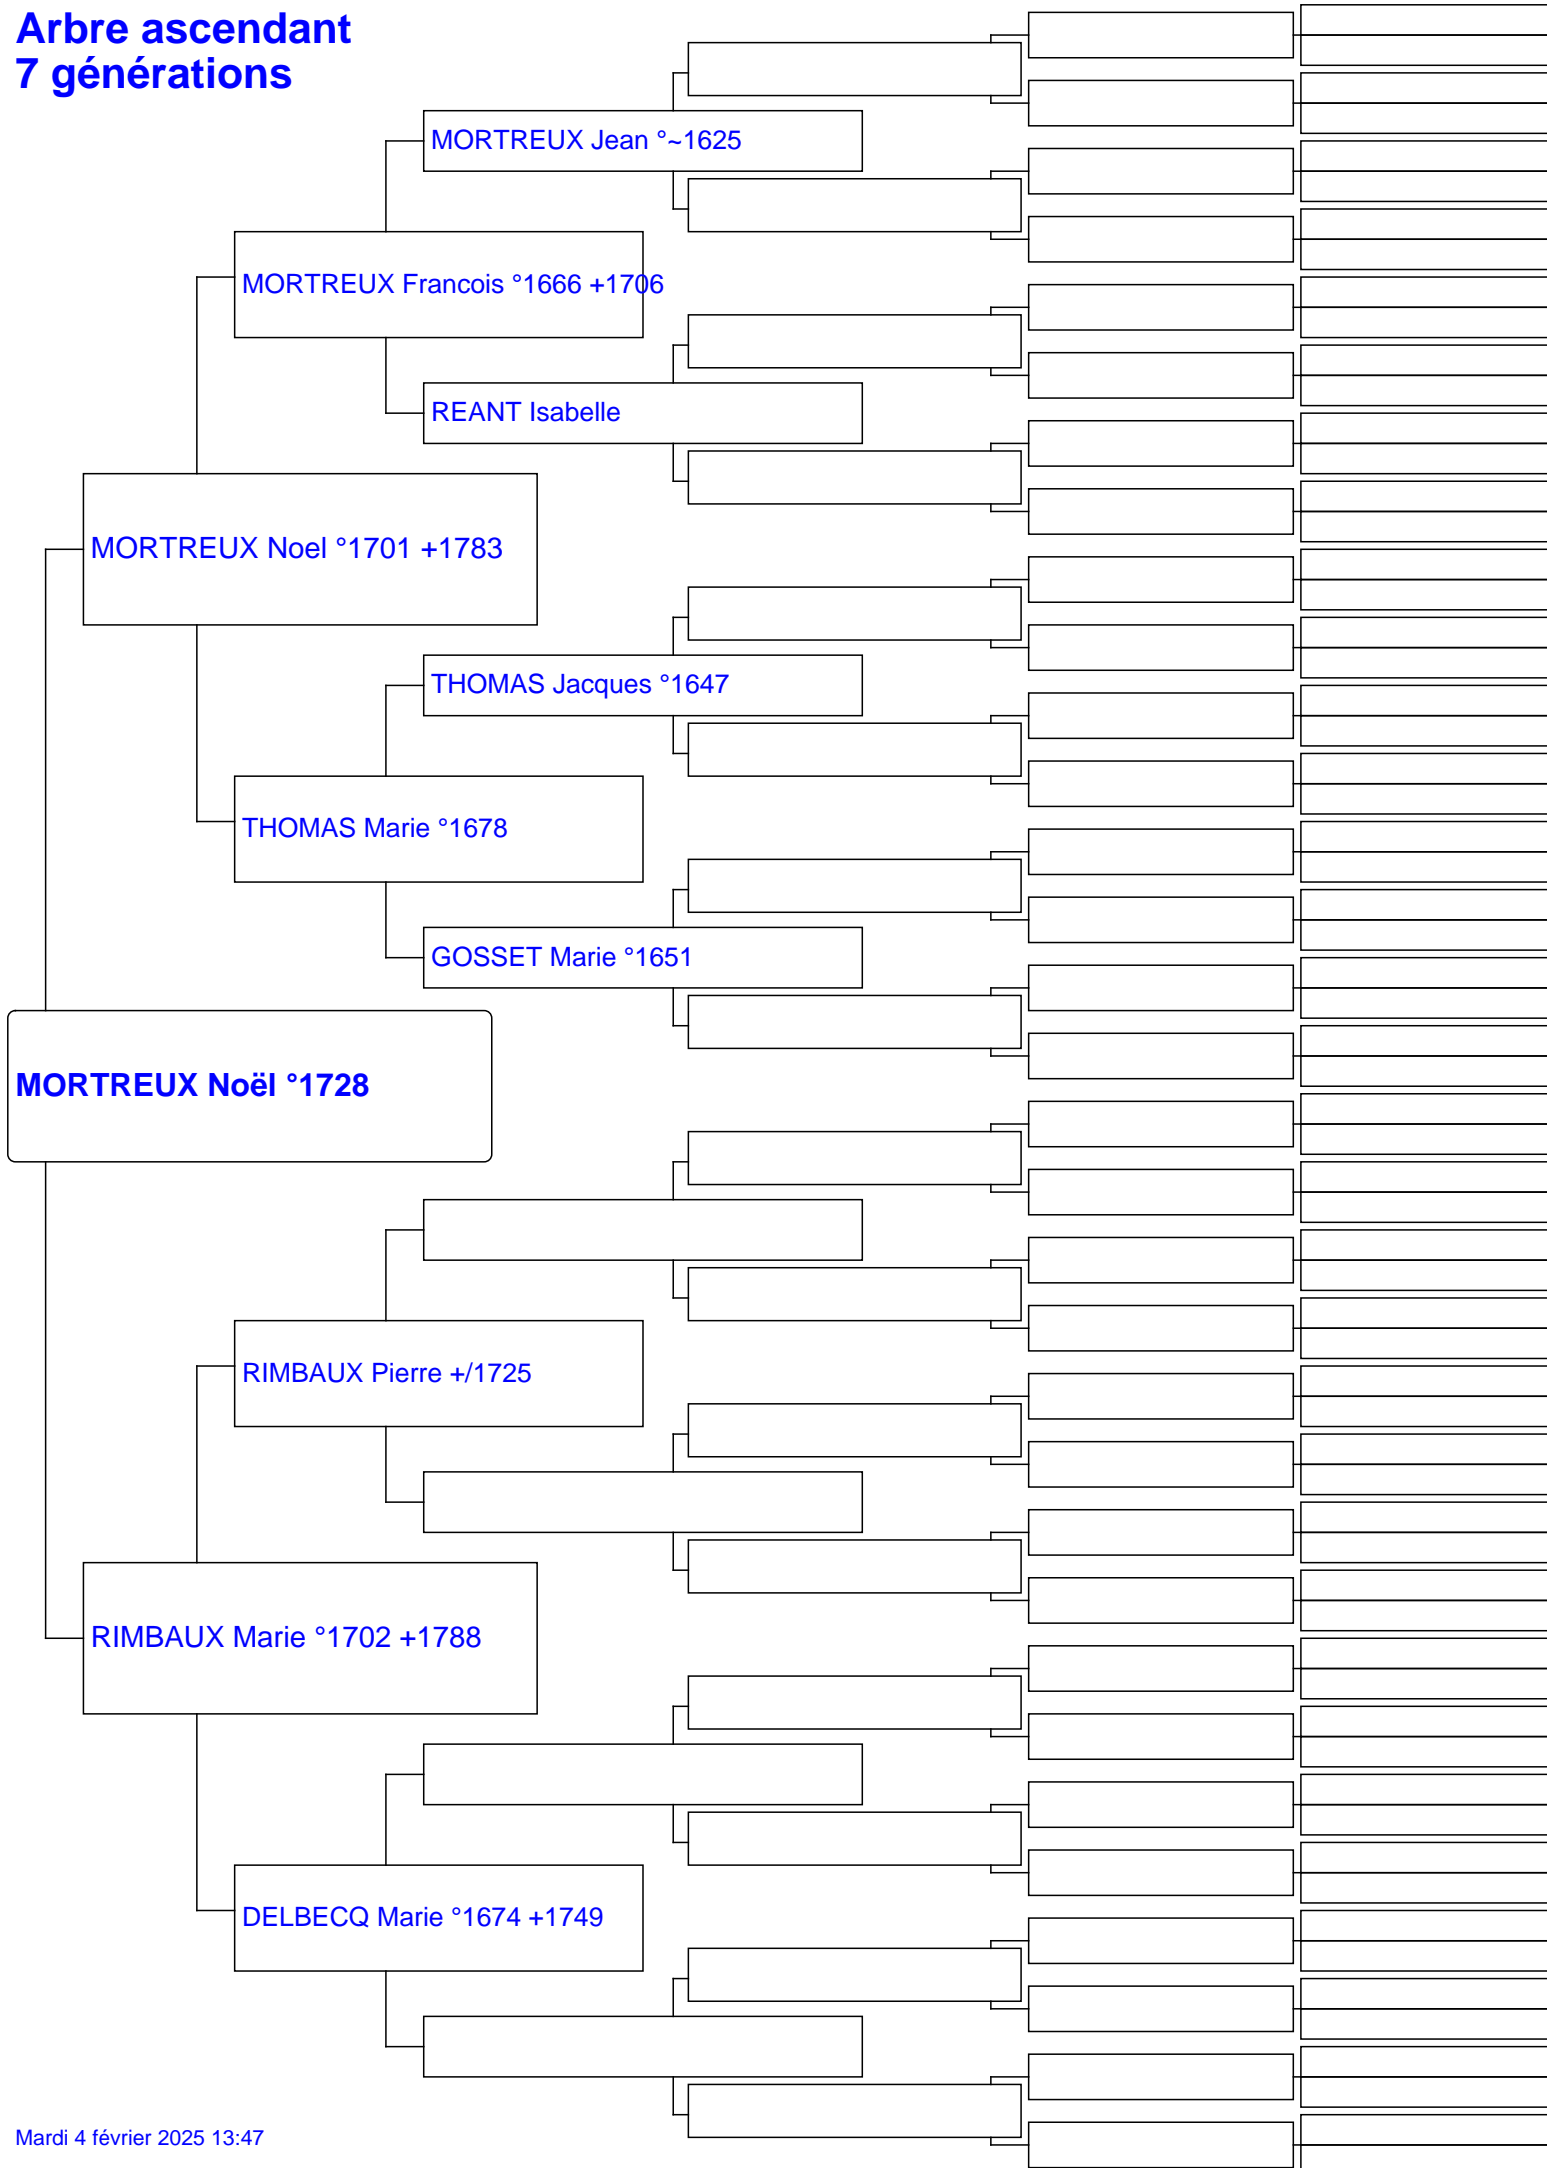 Arbre ascendant
7 générations
MORTREUX Jean °~1625
MORTREUX Francois °1666 +1706
REANT Isabelle
MORTREUX Noel °1701 +1783
THOMAS Jacques °1647
THOMAS Marie °1678
GOSSET Marie °1651
MORTREUX Noël °1728
RIMBAUX Pierre +/1725
RIMBAUX Marie °1702 +1788
DELBECQ Marie °1674 +1749
Mardi 4 février 2025 13:47